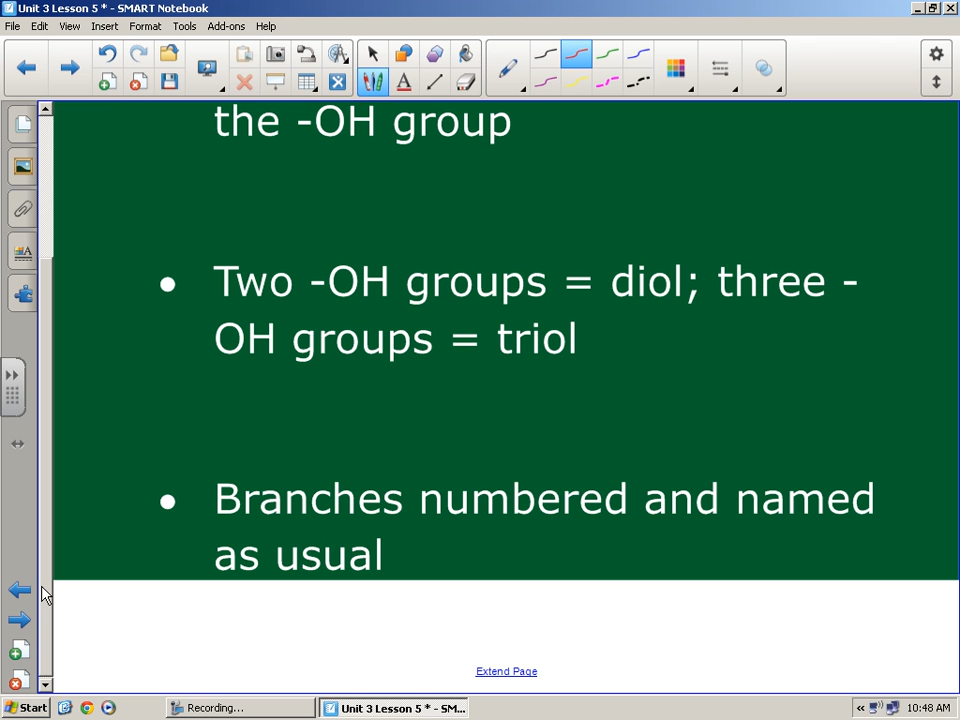 Unit 3 Lesson 5 * - SMART Notebook
File Edit View Insert Format Tools Add-ons Help
the -OH group
• Two -OH groups = diol; three -
OH groups = triol
• Branches numbered and named
as usual
Extend Page
Start Recording... Unit 3 Lesson 5 * - SM... 10:48 AM